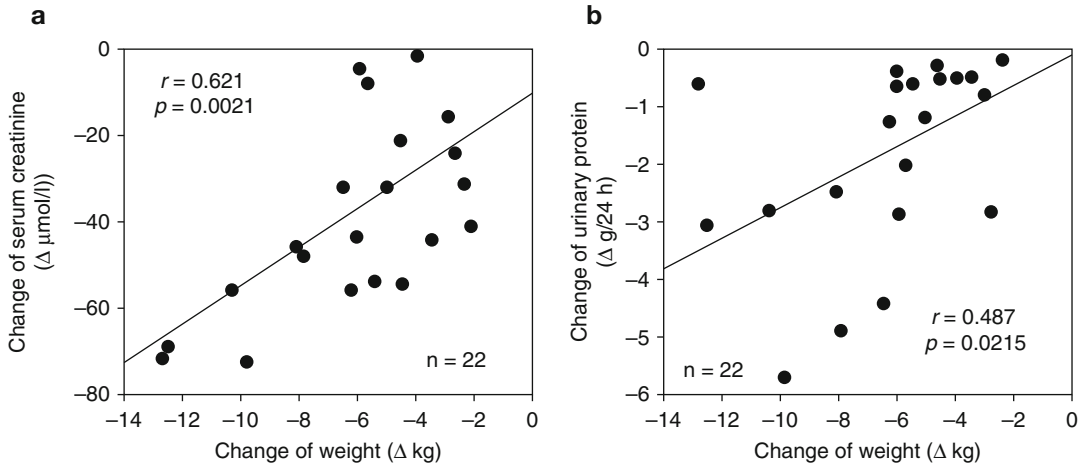 a
Change of serum creatinine
(Δ μmol/l))
0
–20
–40
–60
–80
r = 0.621
p = 0.0021
n = 22
–14 –12 –10 –8 –6 –4 –2 0
Change of weight (Δ kg)
b
Change of urinary protein
(Δ g/24 h)
0
–1
–2
–3
–4
–5
–6
r = 0.487
p = 0.0215
n = 22
–14 –12 –10 –8 –6 –4 –2 0
Change of weight (Δ kg)